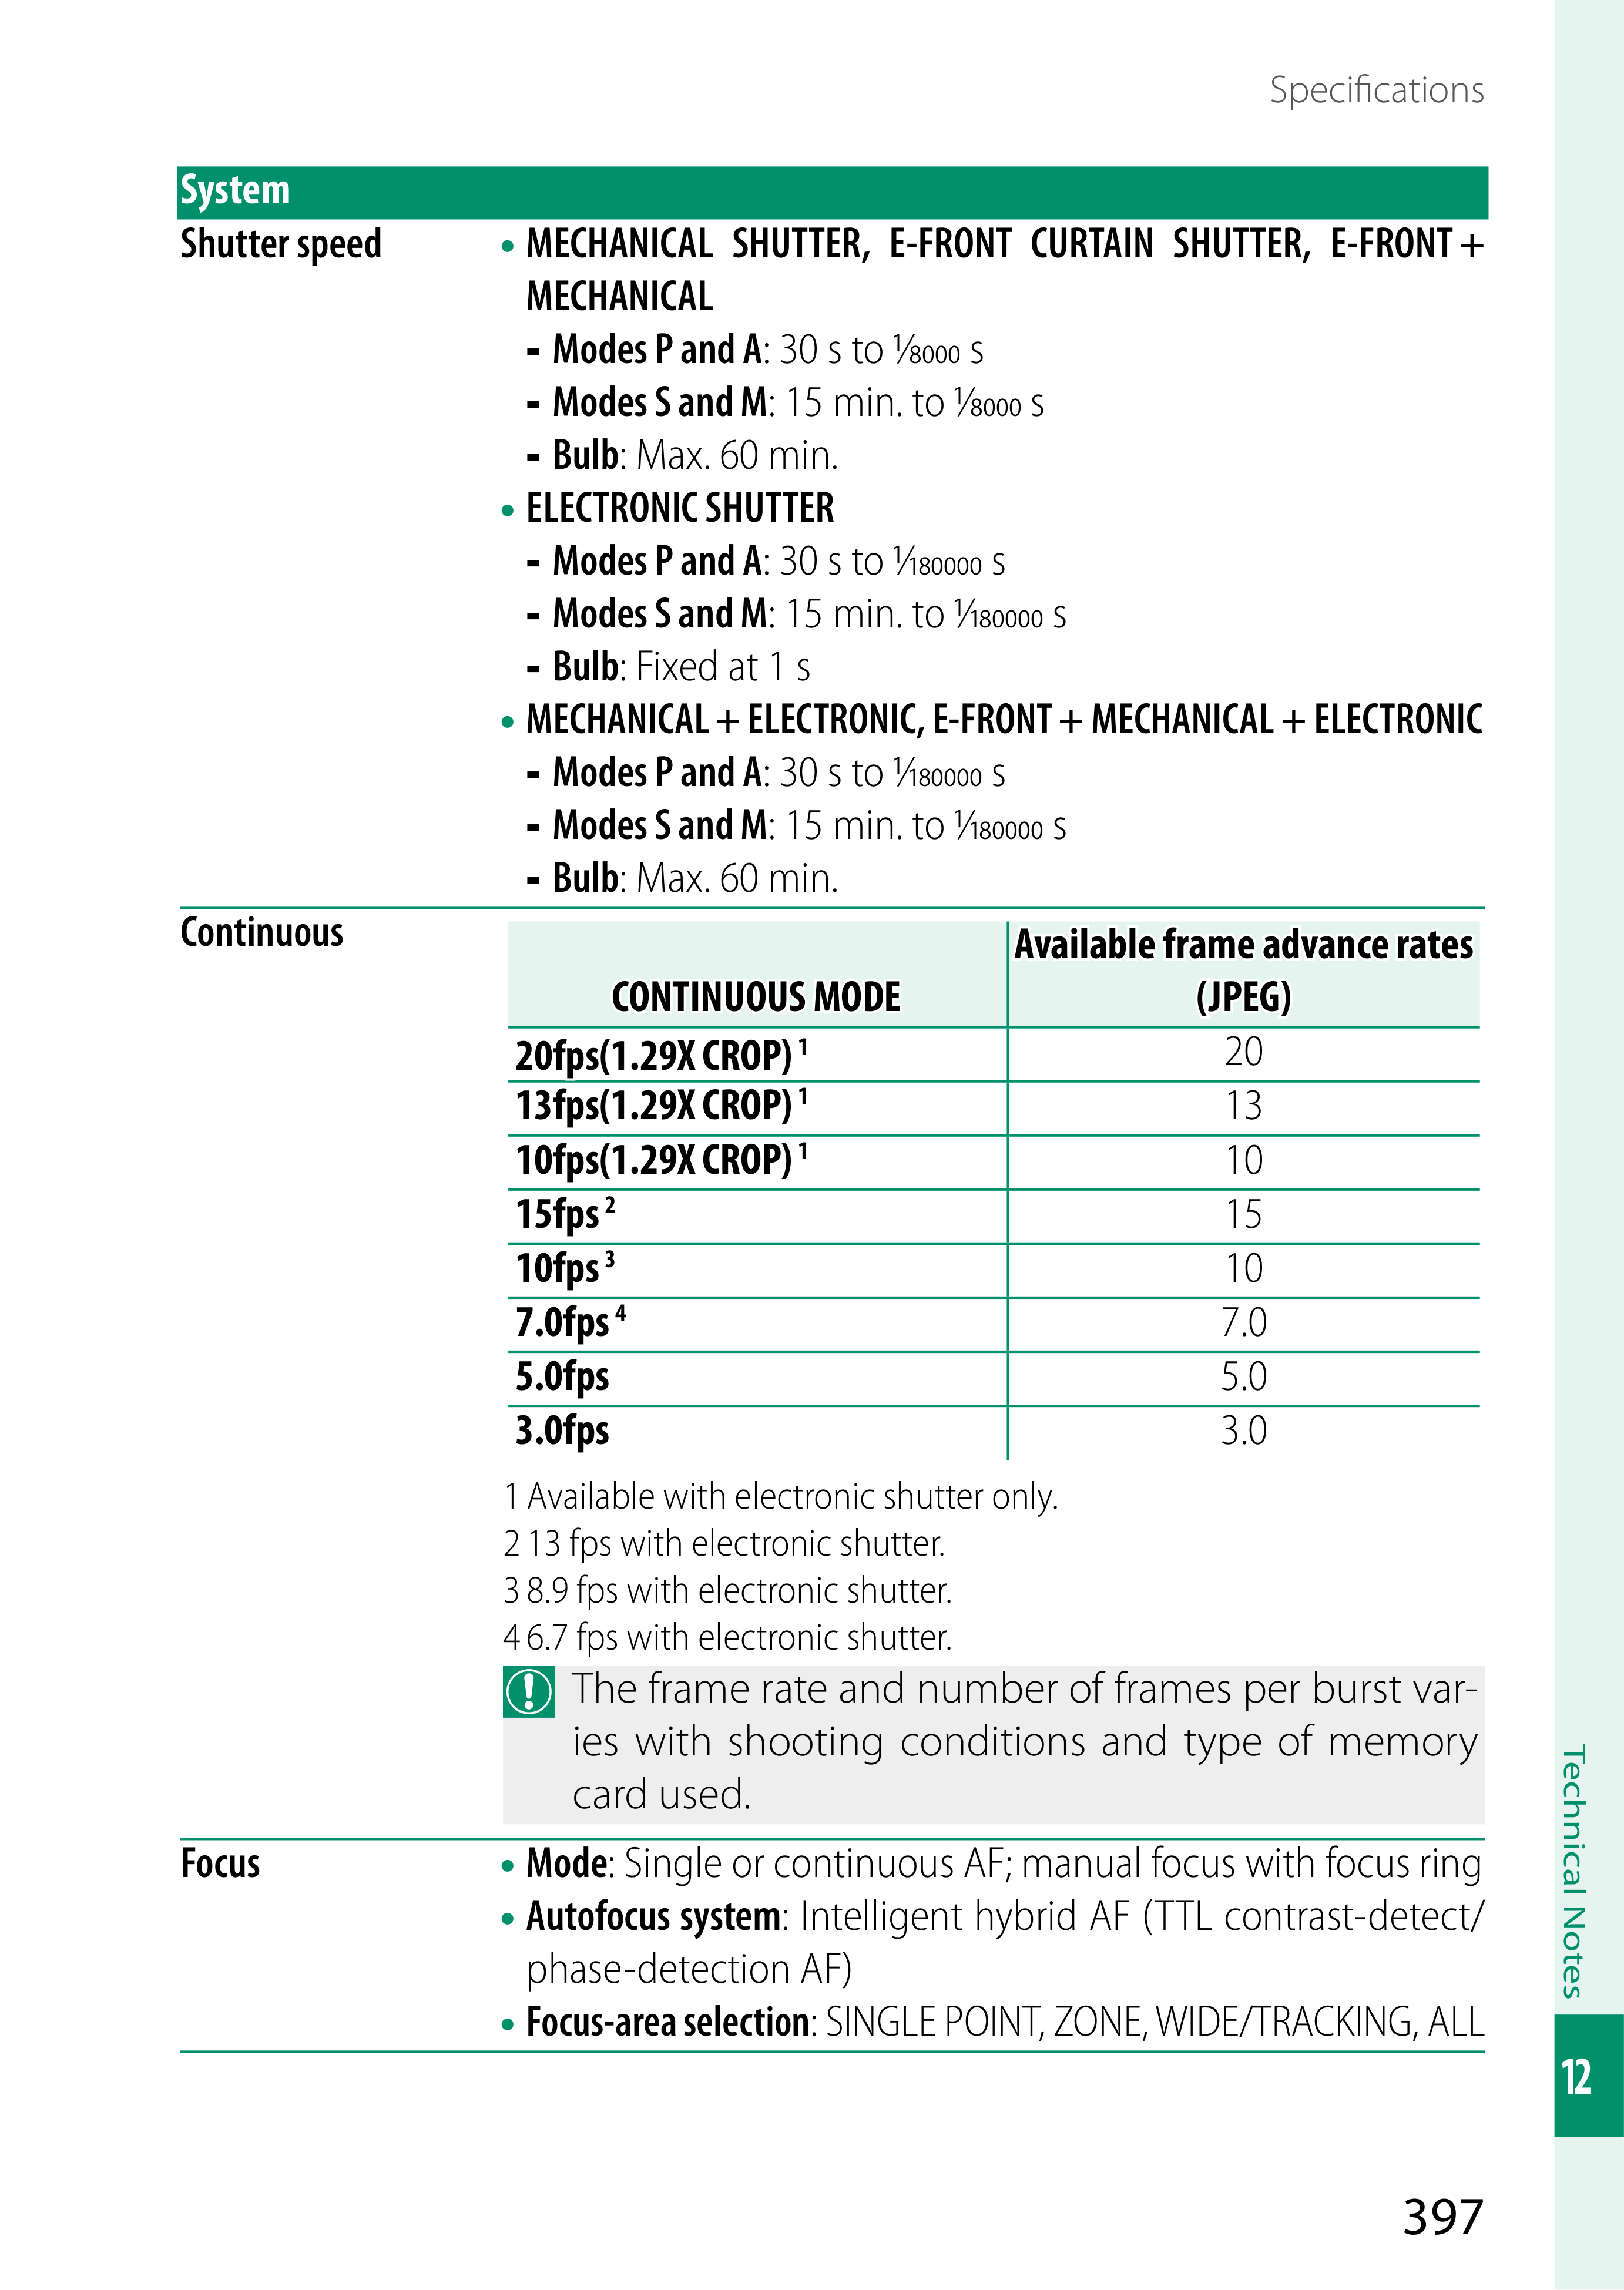 Specifications
System
Shutter speed
• MECHANICAL SHUTTER, E-FRONT CURTAIN SHUTTER, E-FRONT +
MECHANICAL
- Modes P and A: 30 s to 1⁄8000 s
- Modes S and M: 15 min. to 1⁄8000 s
- Bulb: Max. 60 min.
• ELECTRONIC SHUTTER
- Modes P and A: 30 s to 1⁄180000 s
- Modes S and M: 15 min. to 1⁄180000 s
- Bulb: Fixed at 1 s
• MECHANICAL + ELECTRONIC, E-FRONT + MECHANICAL + ELECTRONIC
- Modes P and A: 30 s to 1⁄180000 s
- Modes S and M: 15 min. to 1⁄180000 s
- Bulb: Max. 60 min.
Continuous
CONTINUOUS MODE
Available frame advance rates
(JPEG)
20fps(1.29X CROP) 1 20
13fps(1.29X CROP) 1 13
10fps(1.29X CROP) 1 10
15fps 2 15
10fps 3 10
7.0fps 4 7.0
5.0fps 5.0
3.0fps 3.0
1 Available with electronic shutter only.
2 13 fps with electronic shutter.
3 8.9 fps with electronic shutter.
4 6.7 fps with electronic shutter.
The frame rate and number of frames per burst var-
ies with shooting conditions and type of memory
card used.
Focus
• Mode: Single or continuous AF; manual focus with focus ring
• Autofocus system: Intelligent hybrid AF (TTL contrast-detect/
phase-detection AF)
• Focus-area selection: SINGLE POINT, ZONE, WIDE/TRACKING, ALL
Technical Notes
12
397